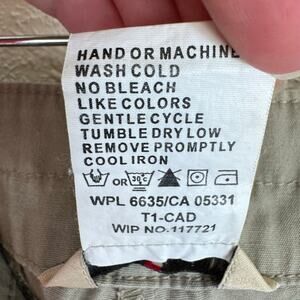 HAND OR MACHINE
WASH COLD
NO BLEACH
LIKE COLORS
GENTLE CYCLE
TUMBLE DRY LOW
REMOVE PROMPTLY
COOL IRON
OR 30°C
WPL 6635/CA 05331
T1-CAD
WIP NO-117721